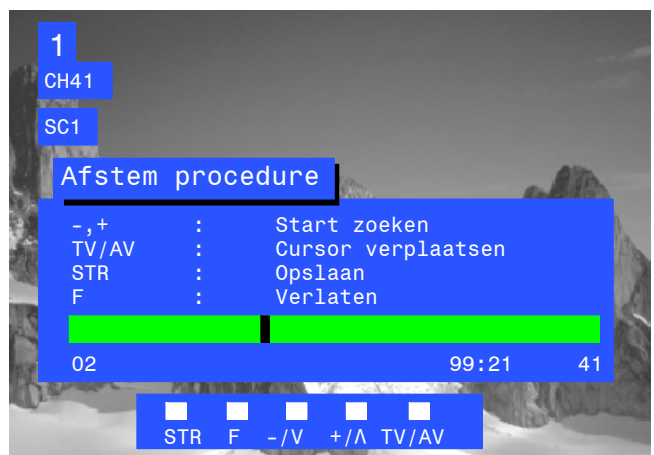 1
CH41
SC1
Afstem procedure
-,+ : Start zoeken
TV/AV : Cursor verplaatsen
STR : Opslaan
F : Verlaten
02 99:21 41
STR F -/V +/Λ TV/AV